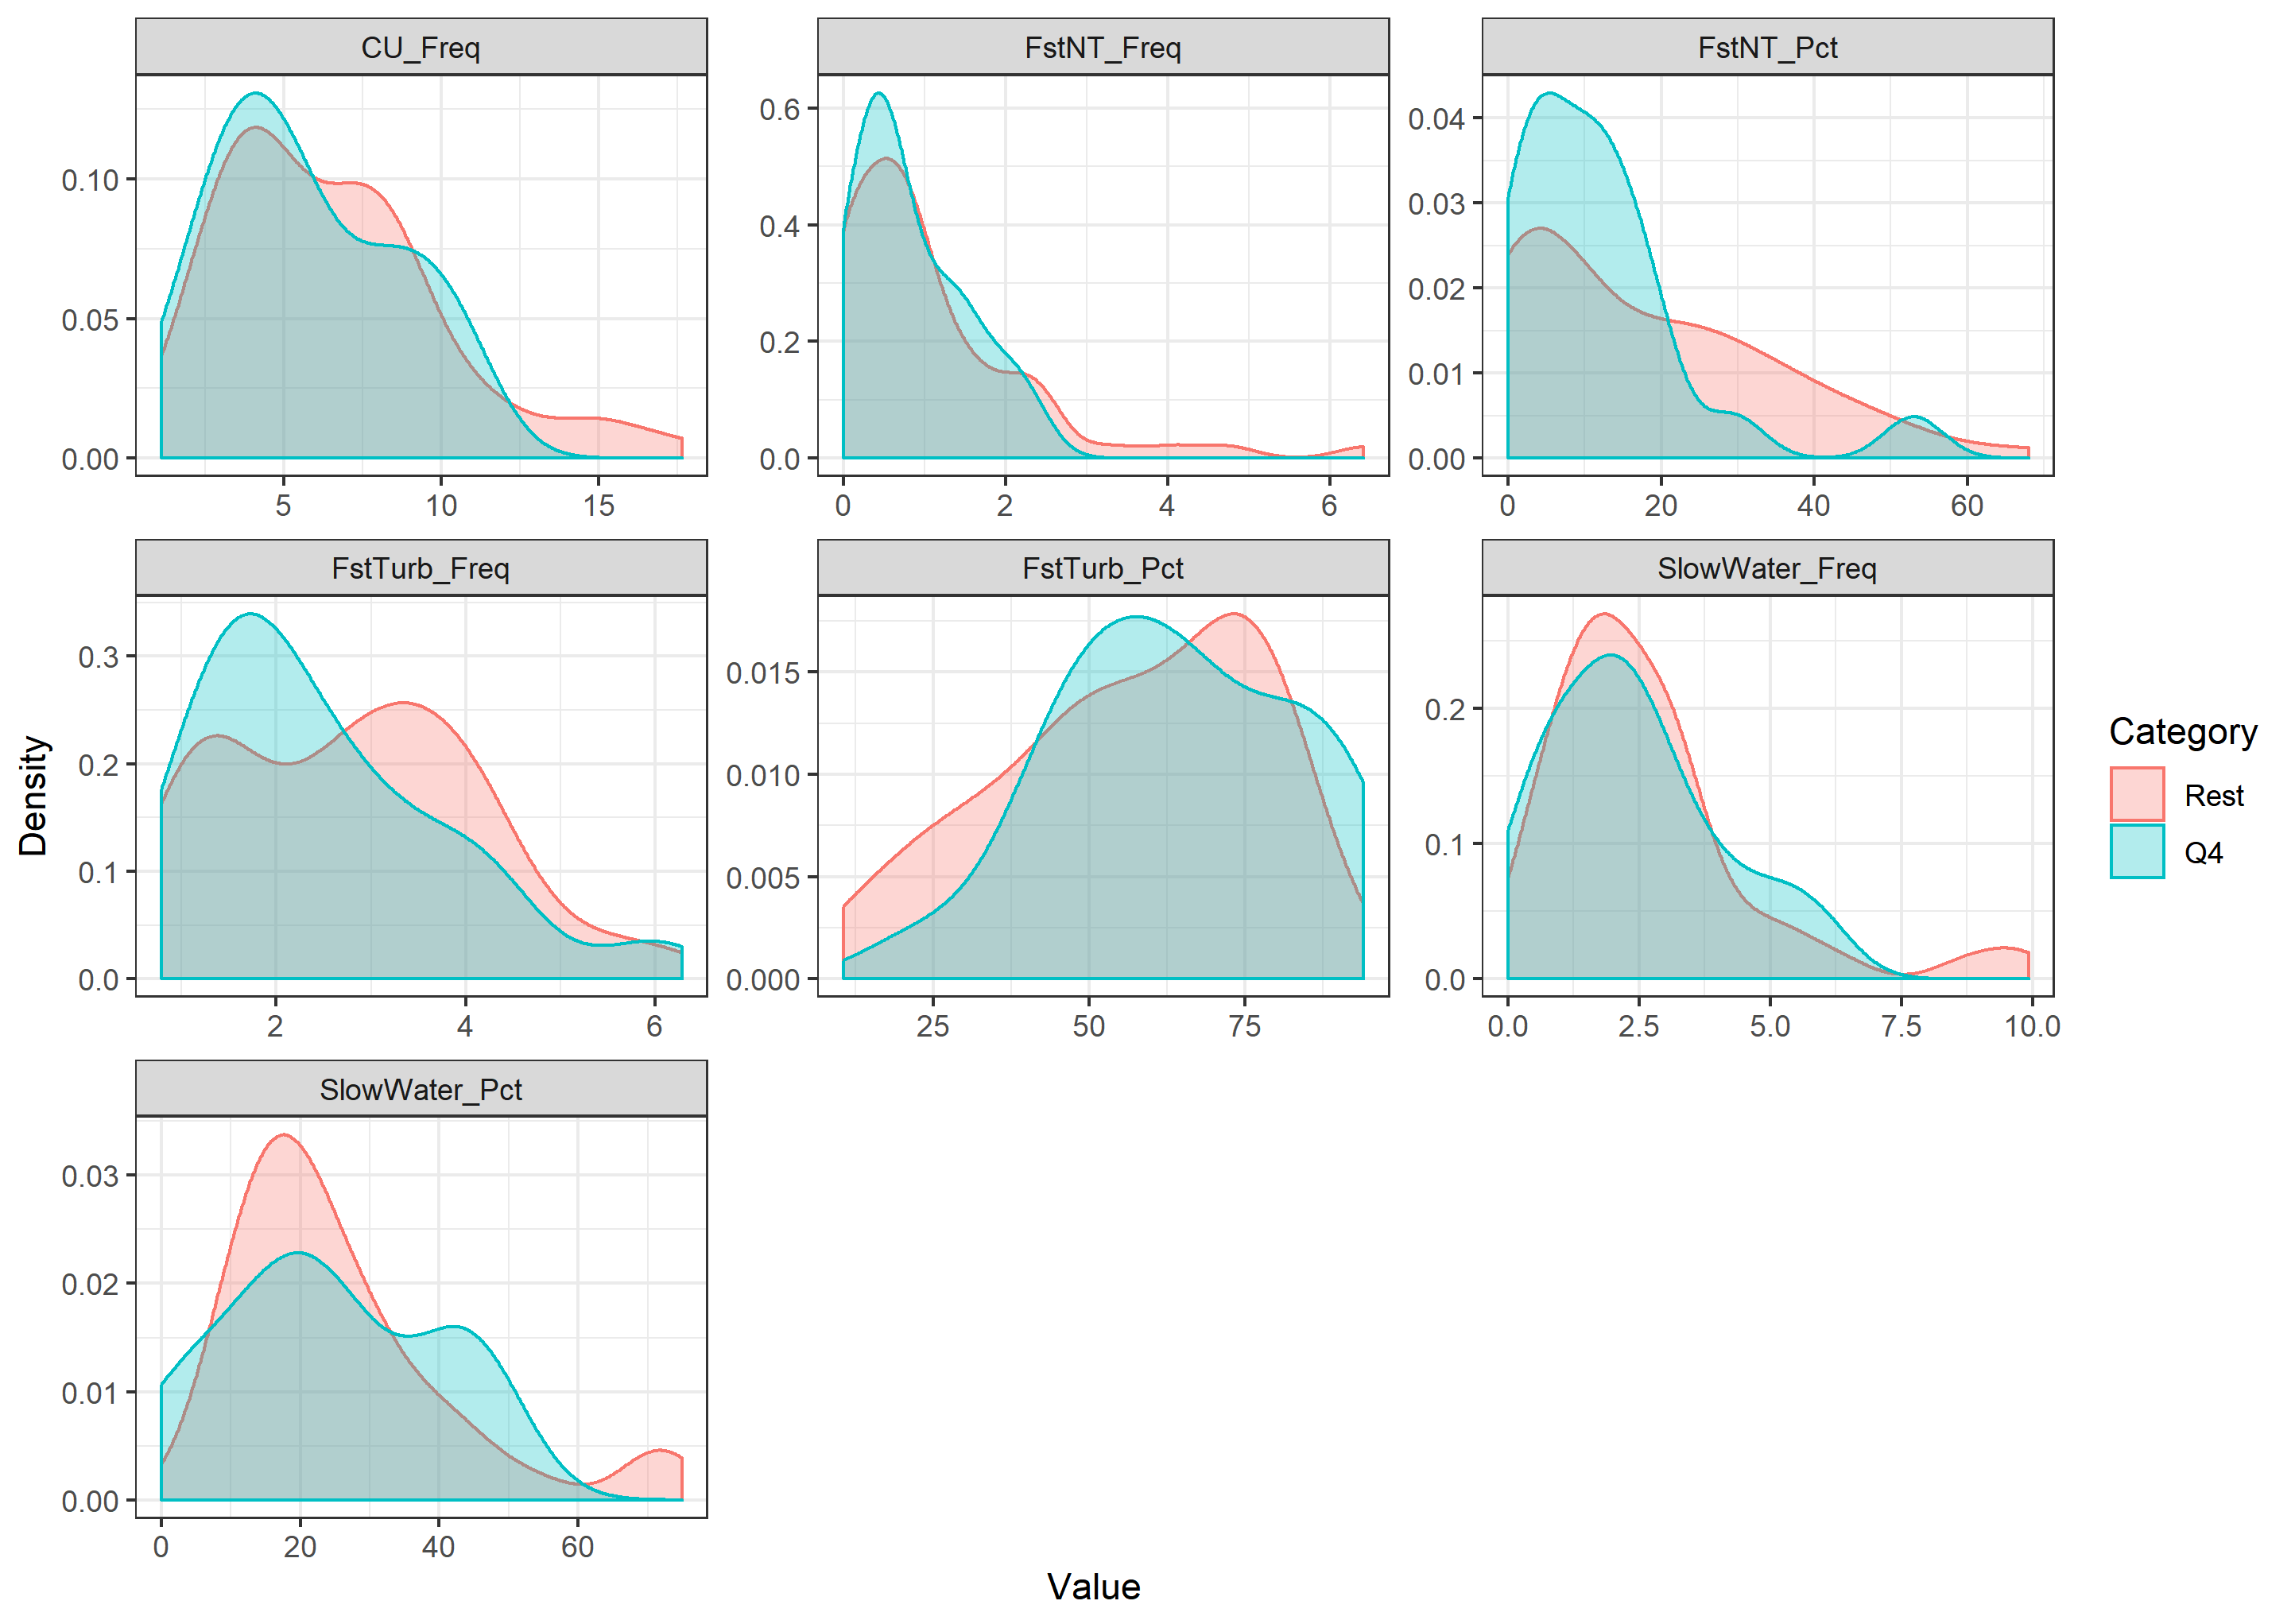 CU_Freq
FstNT_Freq
FstNT_Pct
0.10
0.05
0.00
5 10 15
0.6
0.4
0.2
0.0
0 2 4 6
0.04
0.03
0.02
0.01
0.00
0 20 40 60
FstTurb_Freq
FstTurb_Pct
SlowWater_Freq
0.3
0.2
0.1
0.0
2 4 6
0.015
0.010
0.005
0.000
25 50 75
0.2
0.1
0.0
0.0 2.5 5.0 7.5 10.0
SlowWater_Pct
0.03
0.02
0.01
0.00
0 20 40 60
Density
Value
Category
Rest
Q4